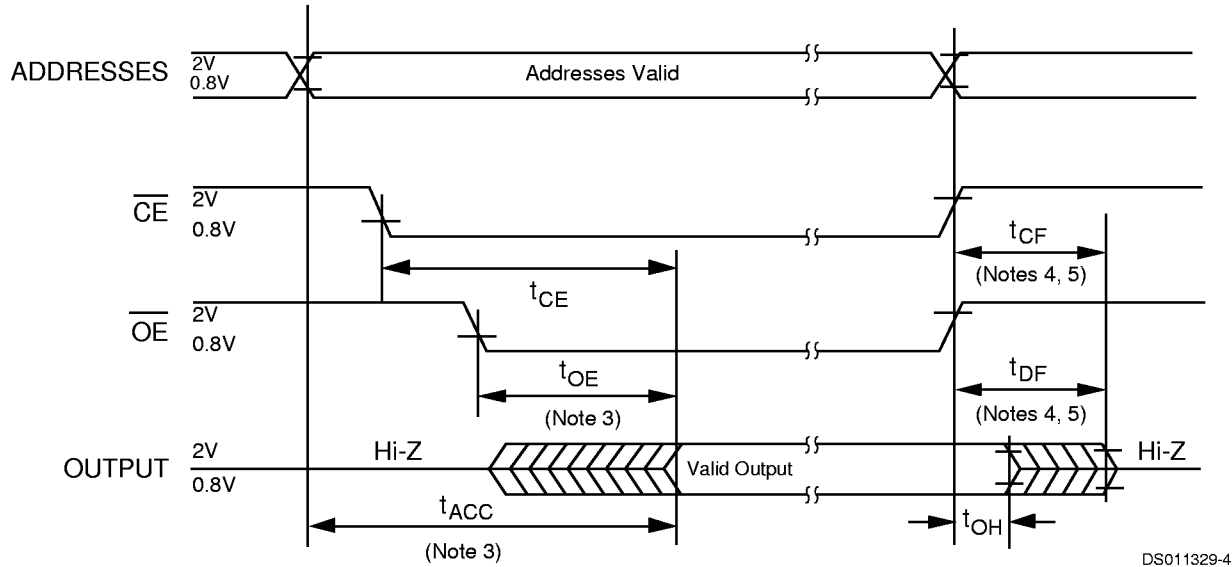 ADDRESSES 2V
0.8V
Addresses Valid
CE 2V
0.8V
tCE
tCF
(Notes 4, 5)
OE 2V
0.8V
tOE
(Note 3)
tDF
(Notes 4, 5)
OUTPUT 2V
0.8V
Hi-Z
Valid Output
Hi-Z
tACC
(Note 3)
tOH
DS011329-4